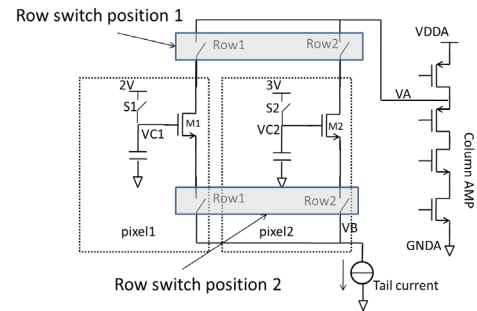 Row switch position 1
Row1
Row2
VDDA
2V
3V
VA
S1
S2
M1
M2
VC1
VC2
Column AMP
Row1
Row2
pixel1
pixel2
VB
GNDA
Row switch position 2
Tail current